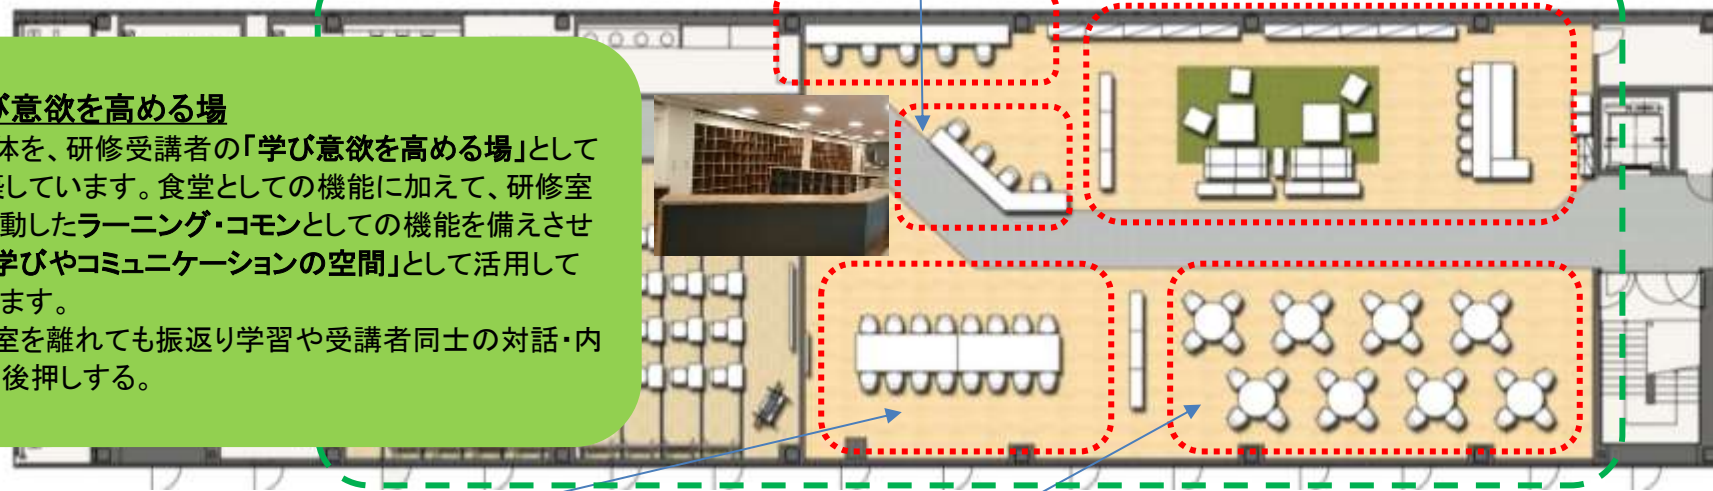 び意欲を高める場
体を、研修受講者の「学び意欲を高める場」として
築しています。食堂としての機能に加えて、研修室
動したラーニング・コモンとしての機能を備えさせ
学びやコミュニケーションの空間」として活用して
ます。
室を離れても振返り学習や受講者同士の対話・内
後押しする。